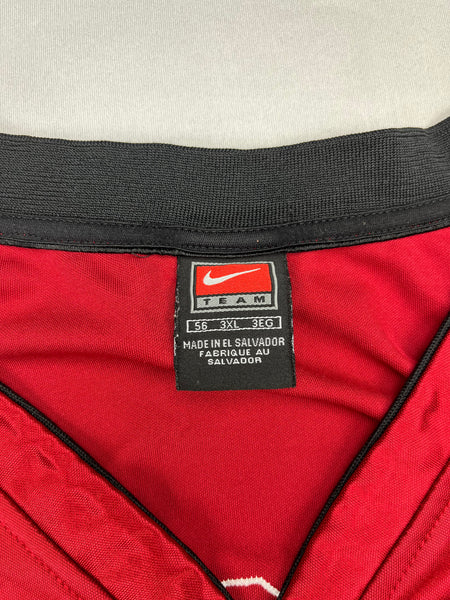 TEAM
56 3XL 3EG
MADE IN EL SALVADOR
FABRIQUE AU
SALVADOR